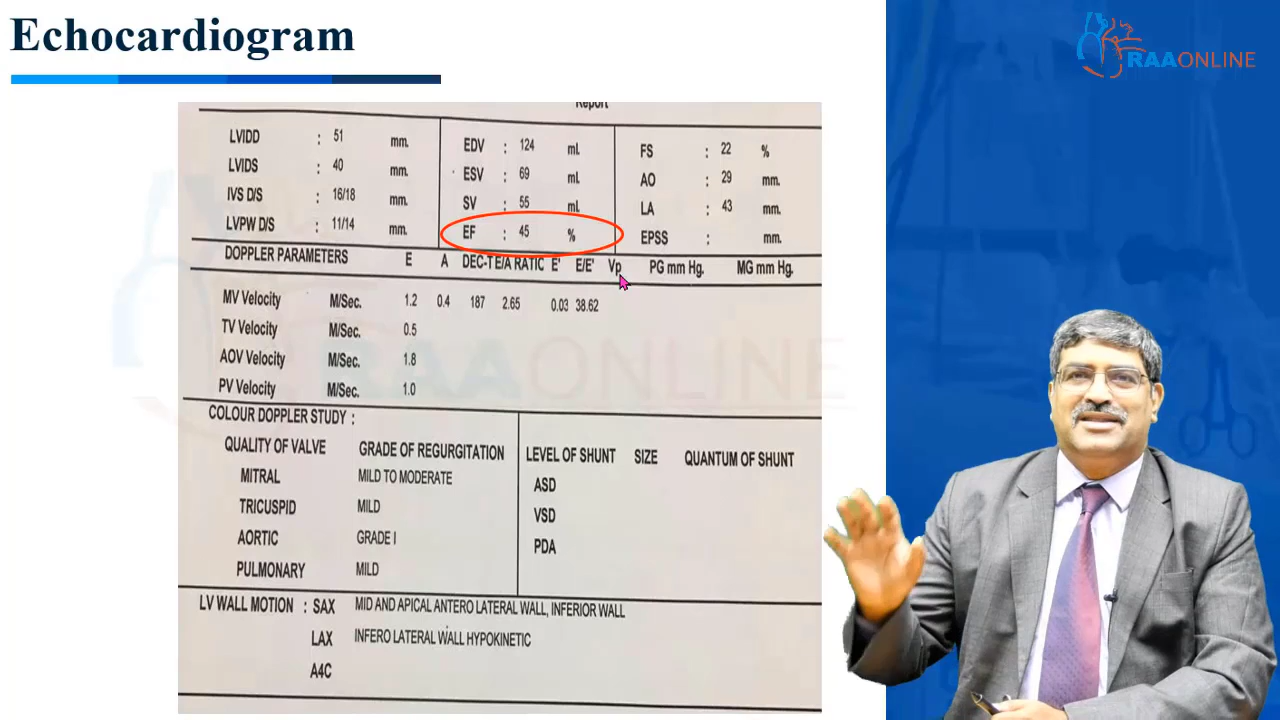 Echocardiogram
RAAONLINE
Report
LVIDD : 51 mm. EDV : 124 ml. FS : 22 %
LVIDS : 40 mm. ESV : 69 ml. AO : 29 mm.
IVS D/S : 16/18 mm. SV : 55 ml. LA : 43 mm.
LVPW D/S : 11/14 mm. EF : 45 % EPSS : mm.
DOPPLER PARAMETERS E A DEC-T E/A RATIO E' E/E' Vp PG mm Hg. MG mm Hg.
MV Velocity M/Sec. 1.2 0.4 187 2.65 0.03 38.62
TV Velocity M/Sec. 0.5
AOV Velocity M/Sec. 1.8
PV Velocity M/Sec. 1.0
COLOUR DOPPLER STUDY :
QUALITY OF VALVE GRADE OF REGURGITATION LEVEL OF SHUNT SIZE QUANTUM OF SHUNT
MITRAL MILD TO MODERATE ASD
TRICUSPID MILD VSD
AORTIC GRADE I PDA
PULMONARY MILD
LV WALL MOTION : SAX MID AND APICAL ANTERO LATERAL WALL, INFERIOR WALL
LAX INFERO LATERAL WALL HYPOKINETIC
A4C
RAAONLINE